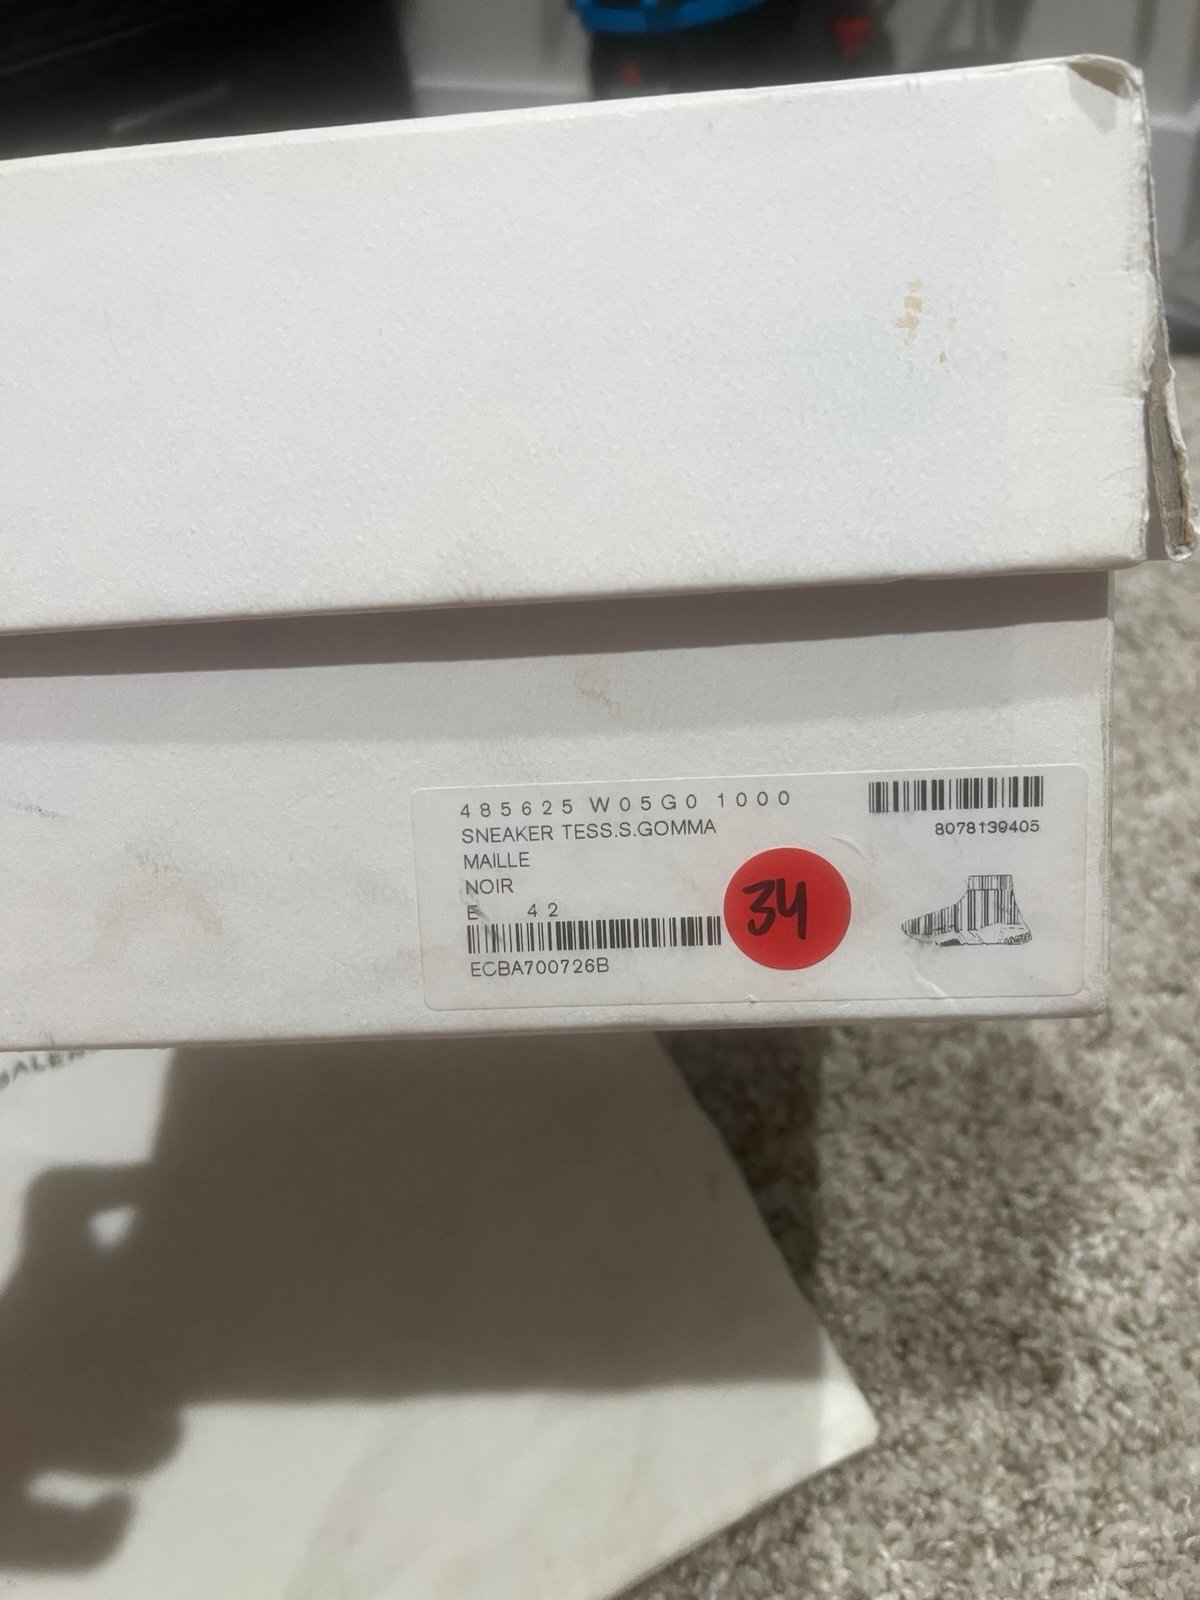 485625 W05G0 1000
SNEAKER TESS.S.GOMMA
MAILLE
NOIR
E 42
ECBA700726B
8078139405
34